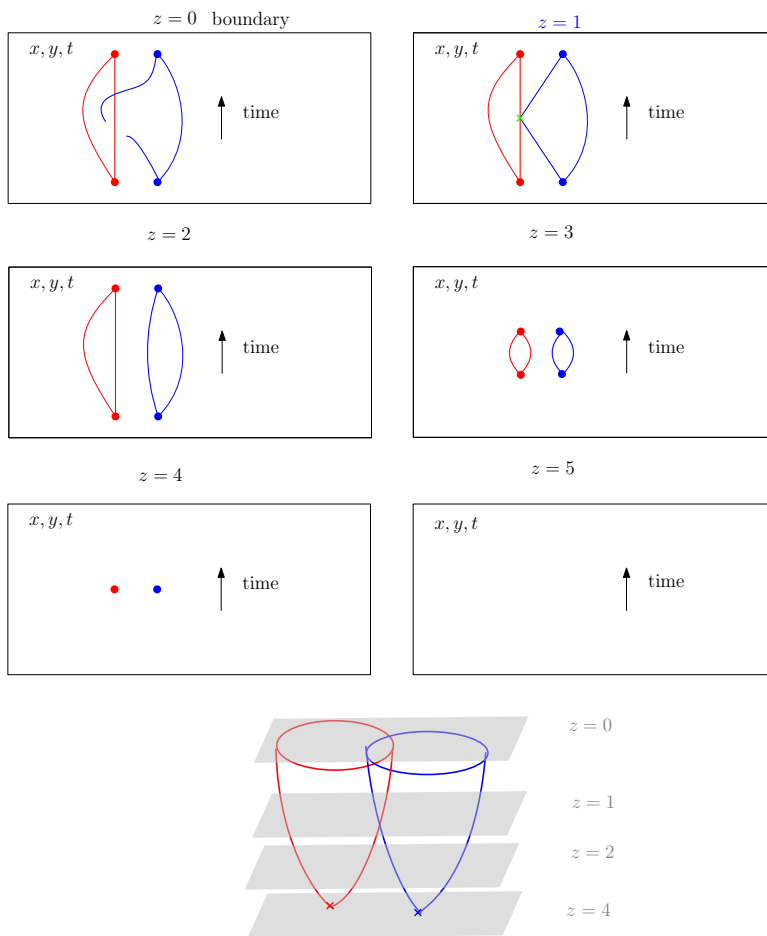 z = 0 boundary
x, y, t
time
z = 1
x, y, t
time
z = 2
x, y, t
time
z = 3
x, y, t
time
z = 4
x, y, t
time
z = 5
x, y, t
time
z = 0
z = 1
z = 2
z = 4